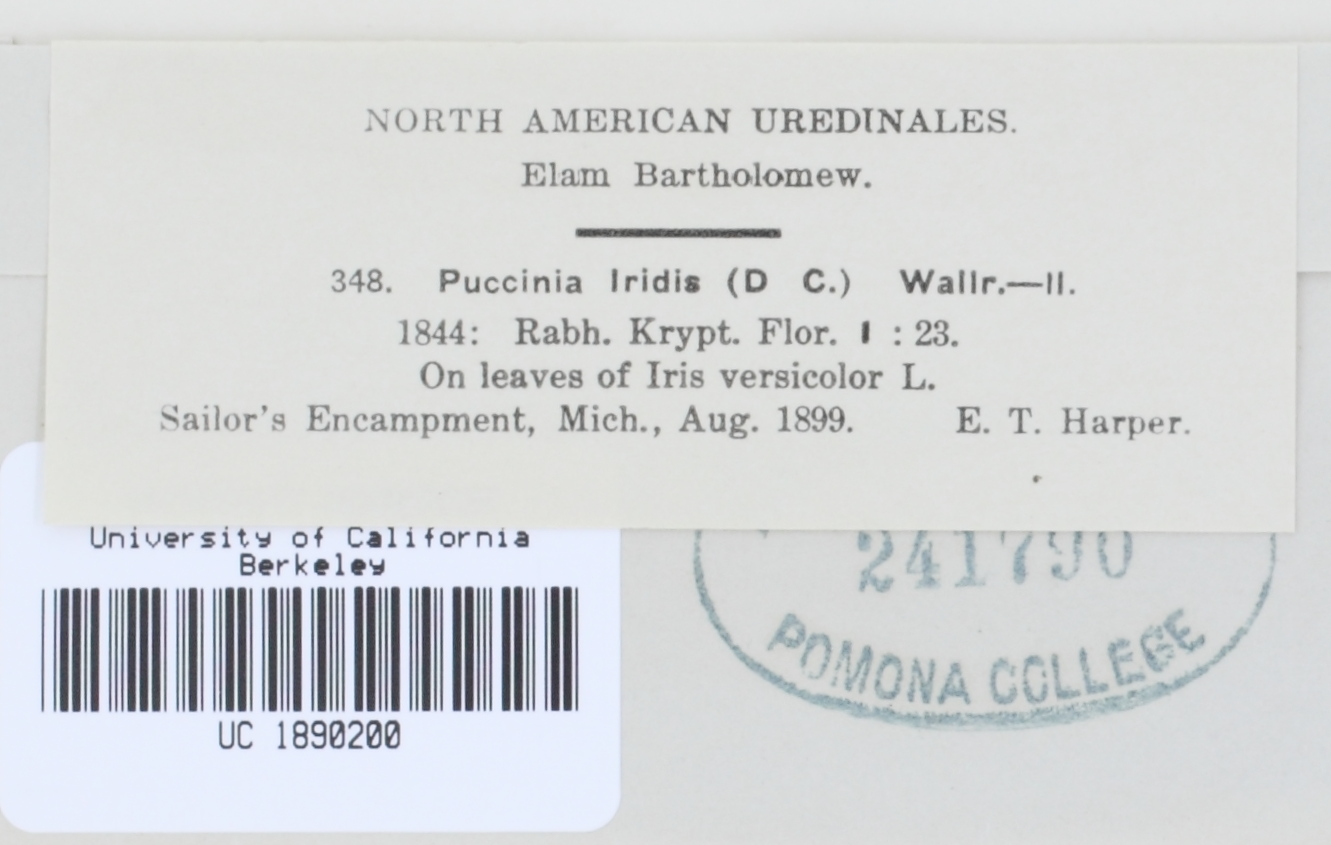 NORTH AMERICAN UREDINALES.
Elam Bartholomew.
348. Puccinia Iridis (D C.) Wallr.—II.
1844: Rabh. Krypt. Flor. 1 : 23.
On leaves of Iris versicolor L.
Sailor's Encampment, Mich., Aug. 1899. E. T. Harper.
University of California
Berkeley
UC 1890200
241790
POMONA COLLEGE